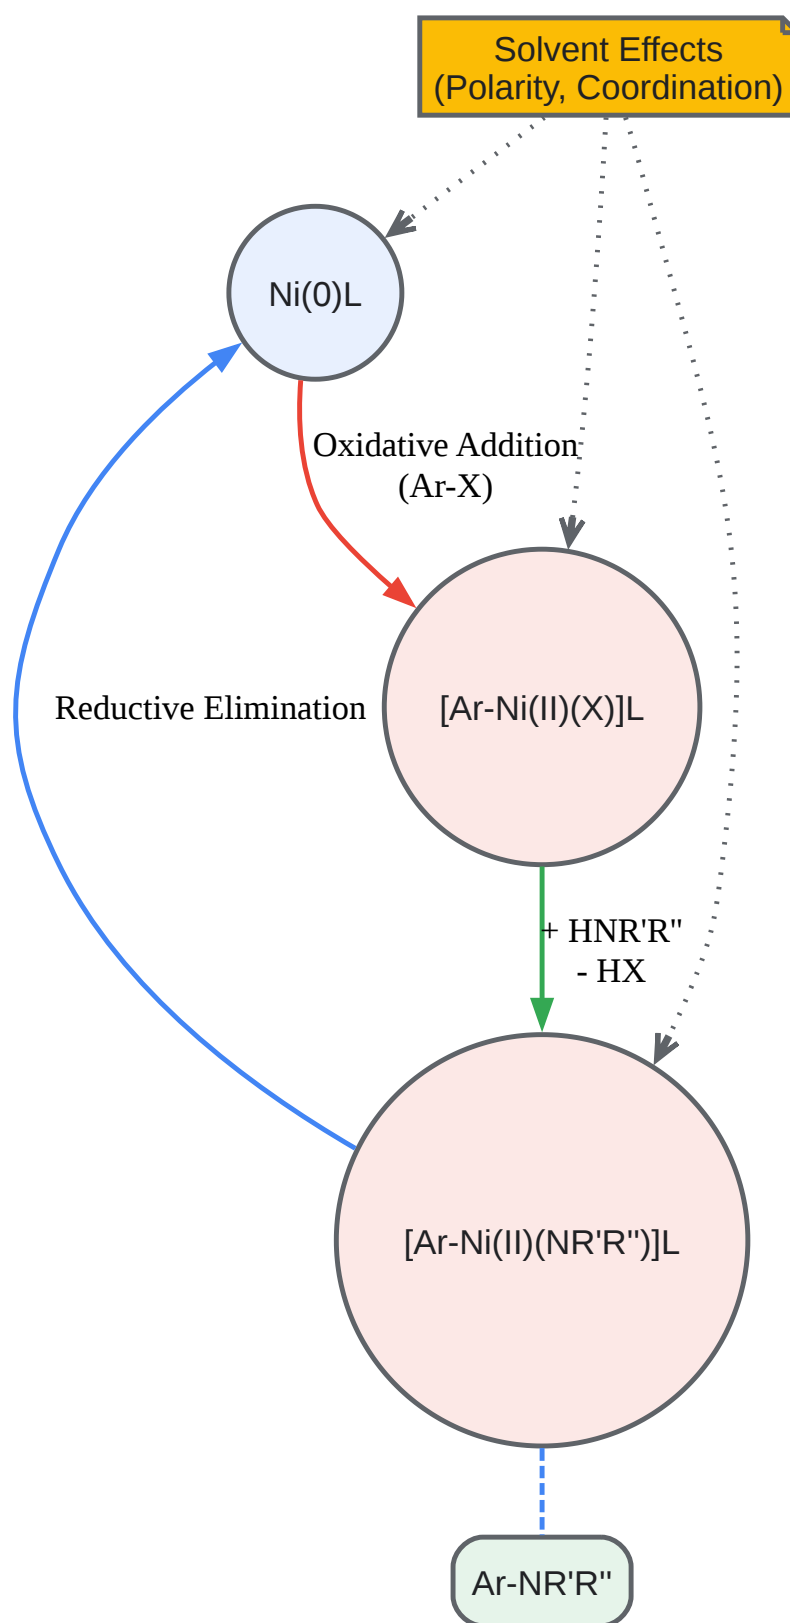 Solvent Effects
(Polarity, Coordination)
Ni(0)L
Oxidative Addition
(Ar-X)
Reductive Elimination
[Ar-Ni(II)(X)]L
+ HNR'R"
- HX
[Ar-Ni(II)(NR'R")]L
Ar-NR'R"